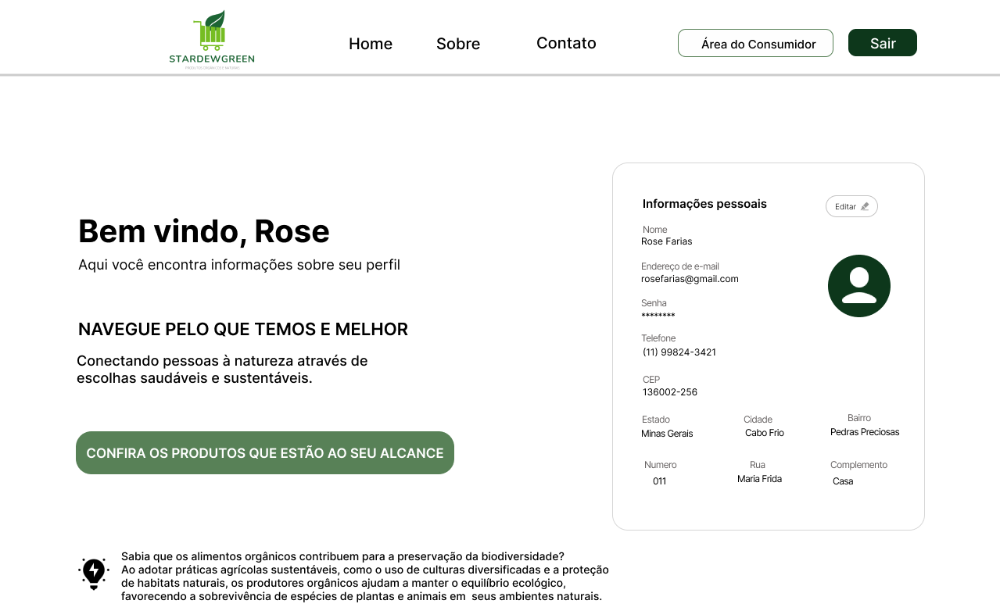 STARDEWGREEN
PRODUTOS ORGÂNICOS E NATURAIS
Home
Sobre
Contato
Área do Consumidor
Sair
Bem vindo, Rose
Aqui você encontra informações sobre seu perfil
NAVEGUE PELO QUE TEMOS E MELHOR
Conectando pessoas à natureza através de
escolhas saudáveis e sustentáveis.
CONFIRA OS PRODUTOS QUE ESTÃO AO SEU ALCANCE
Informações pessoais
Editar
Nome
Rose Farias
Endereço de e-mail
rosefarias@gmail.com
Senha
********
Telefone
(11) 99824-3421
CEP
136002-256
Estado
Minas Gerais
Cidade
Cabo Frio
Bairro
Pedras Preciosas
Numero
011
Rua
Maria Frida
Complemento
Casa
Sabia que os alimentos orgânicos contribuem para a preservação da biodiversidade?
Ao adotar práticas agrícolas sustentáveis, como o uso de culturas diversificadas e a proteção
de habitats naturais, os produtores orgânicos ajudam a manter o equilíbrio ecológico,
favorecendo a sobrevivência de espécies de plantas e animais em  seus ambientes naturais.